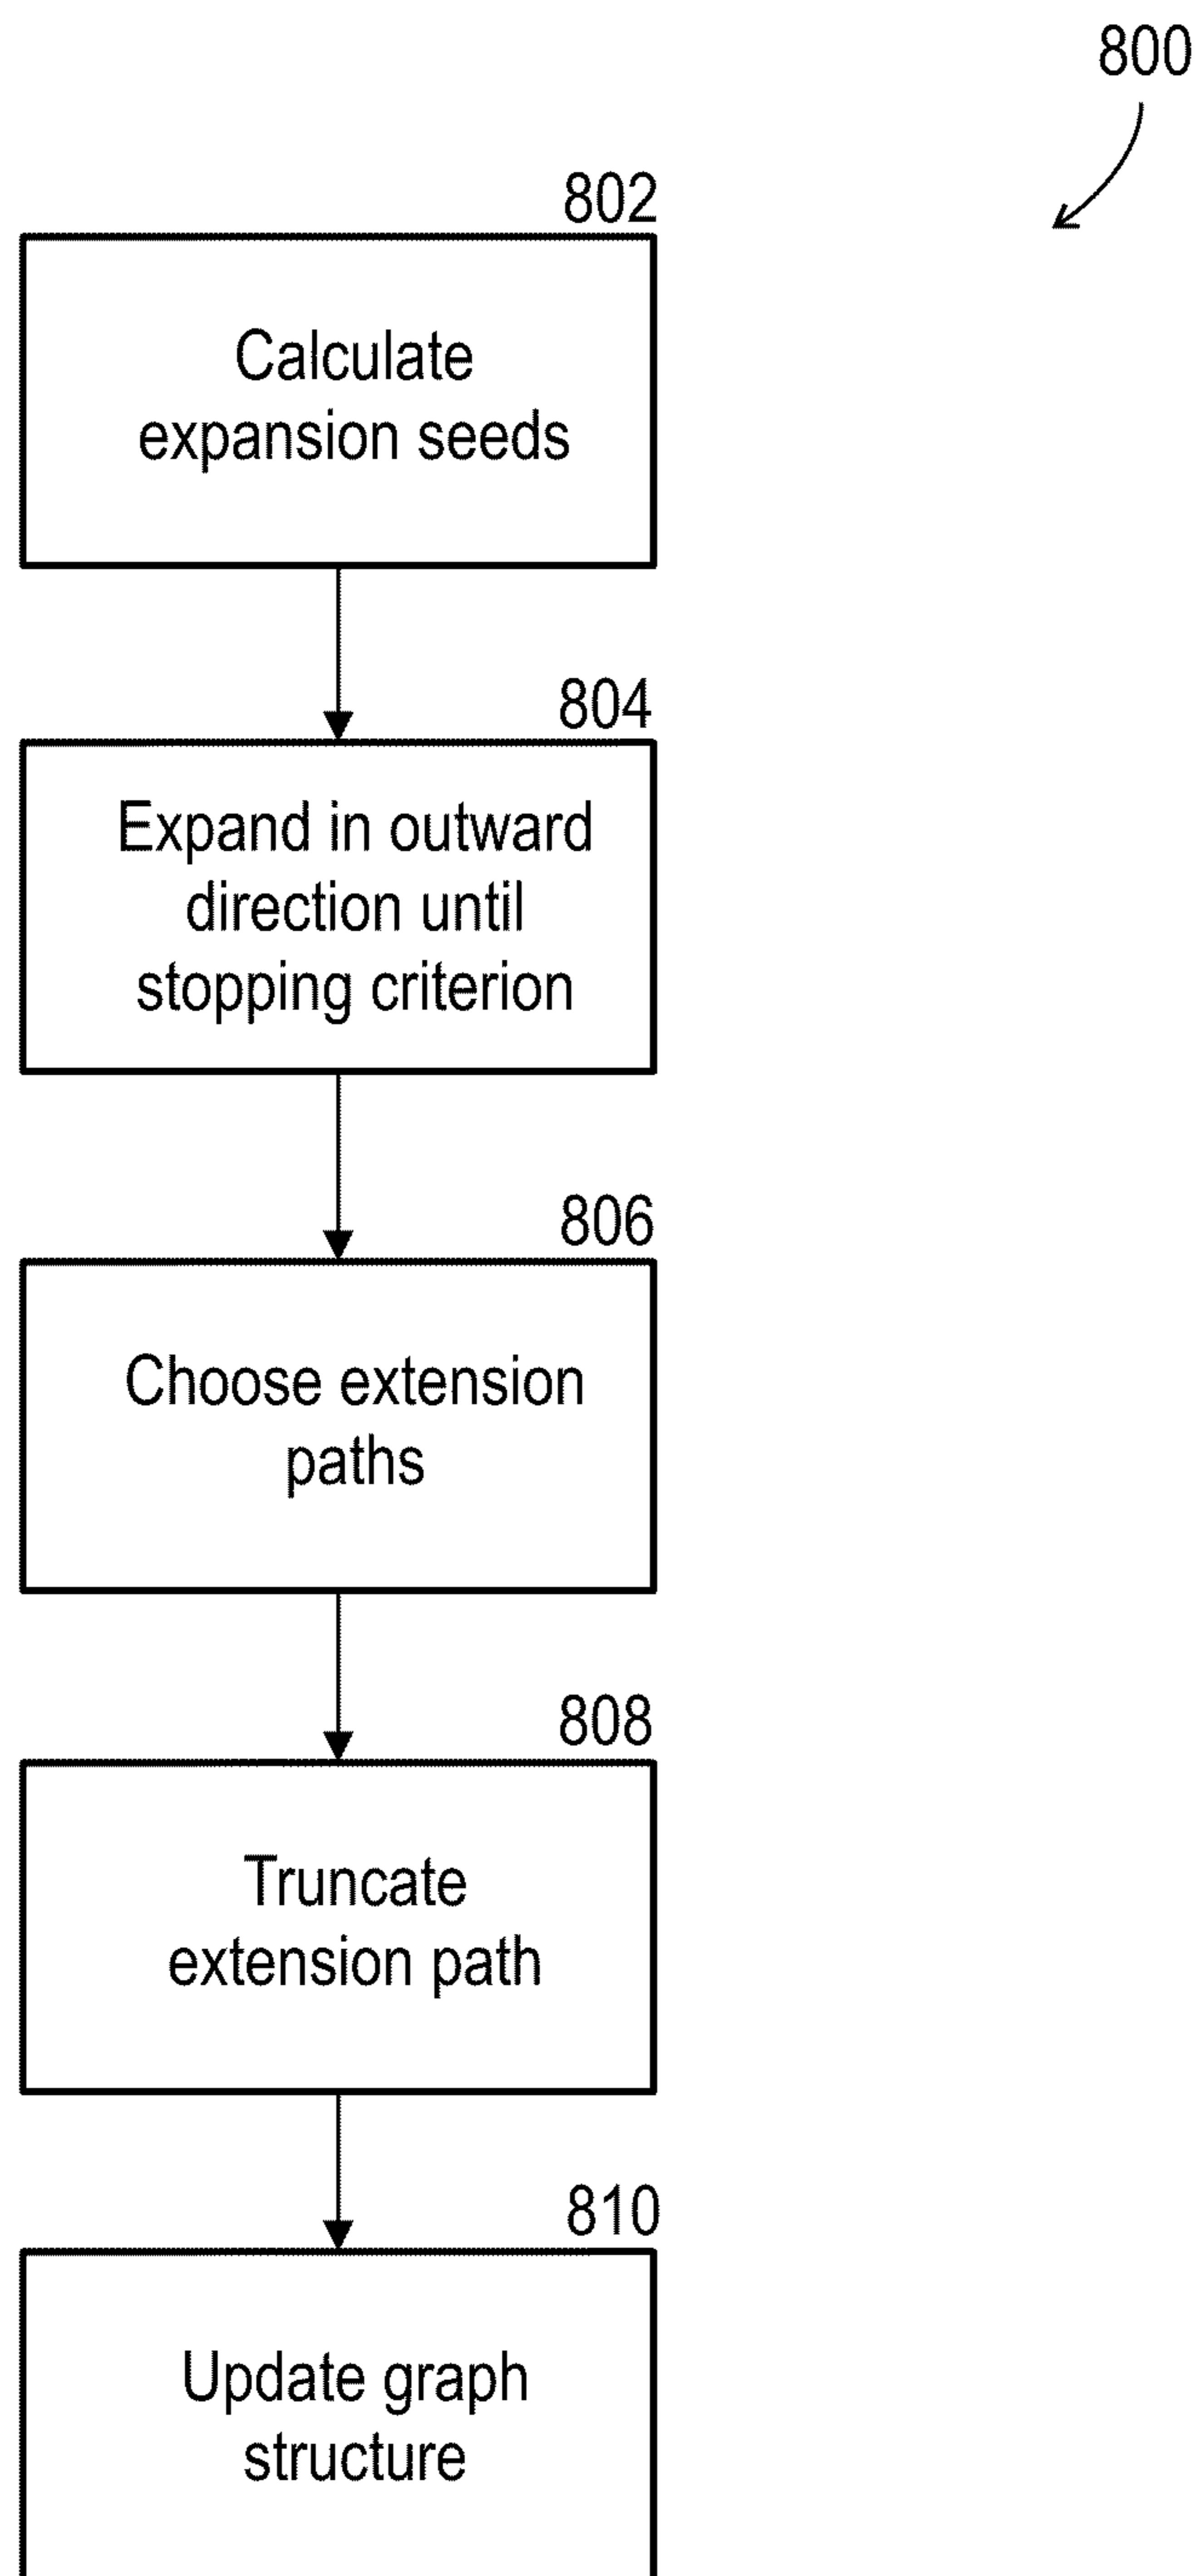 800
802
Calculate
expansion seeds
804
Expand in outward
direction until
stopping criterion
806
Choose extension
paths
808
Truncate
extension path
810
Update graph
structure